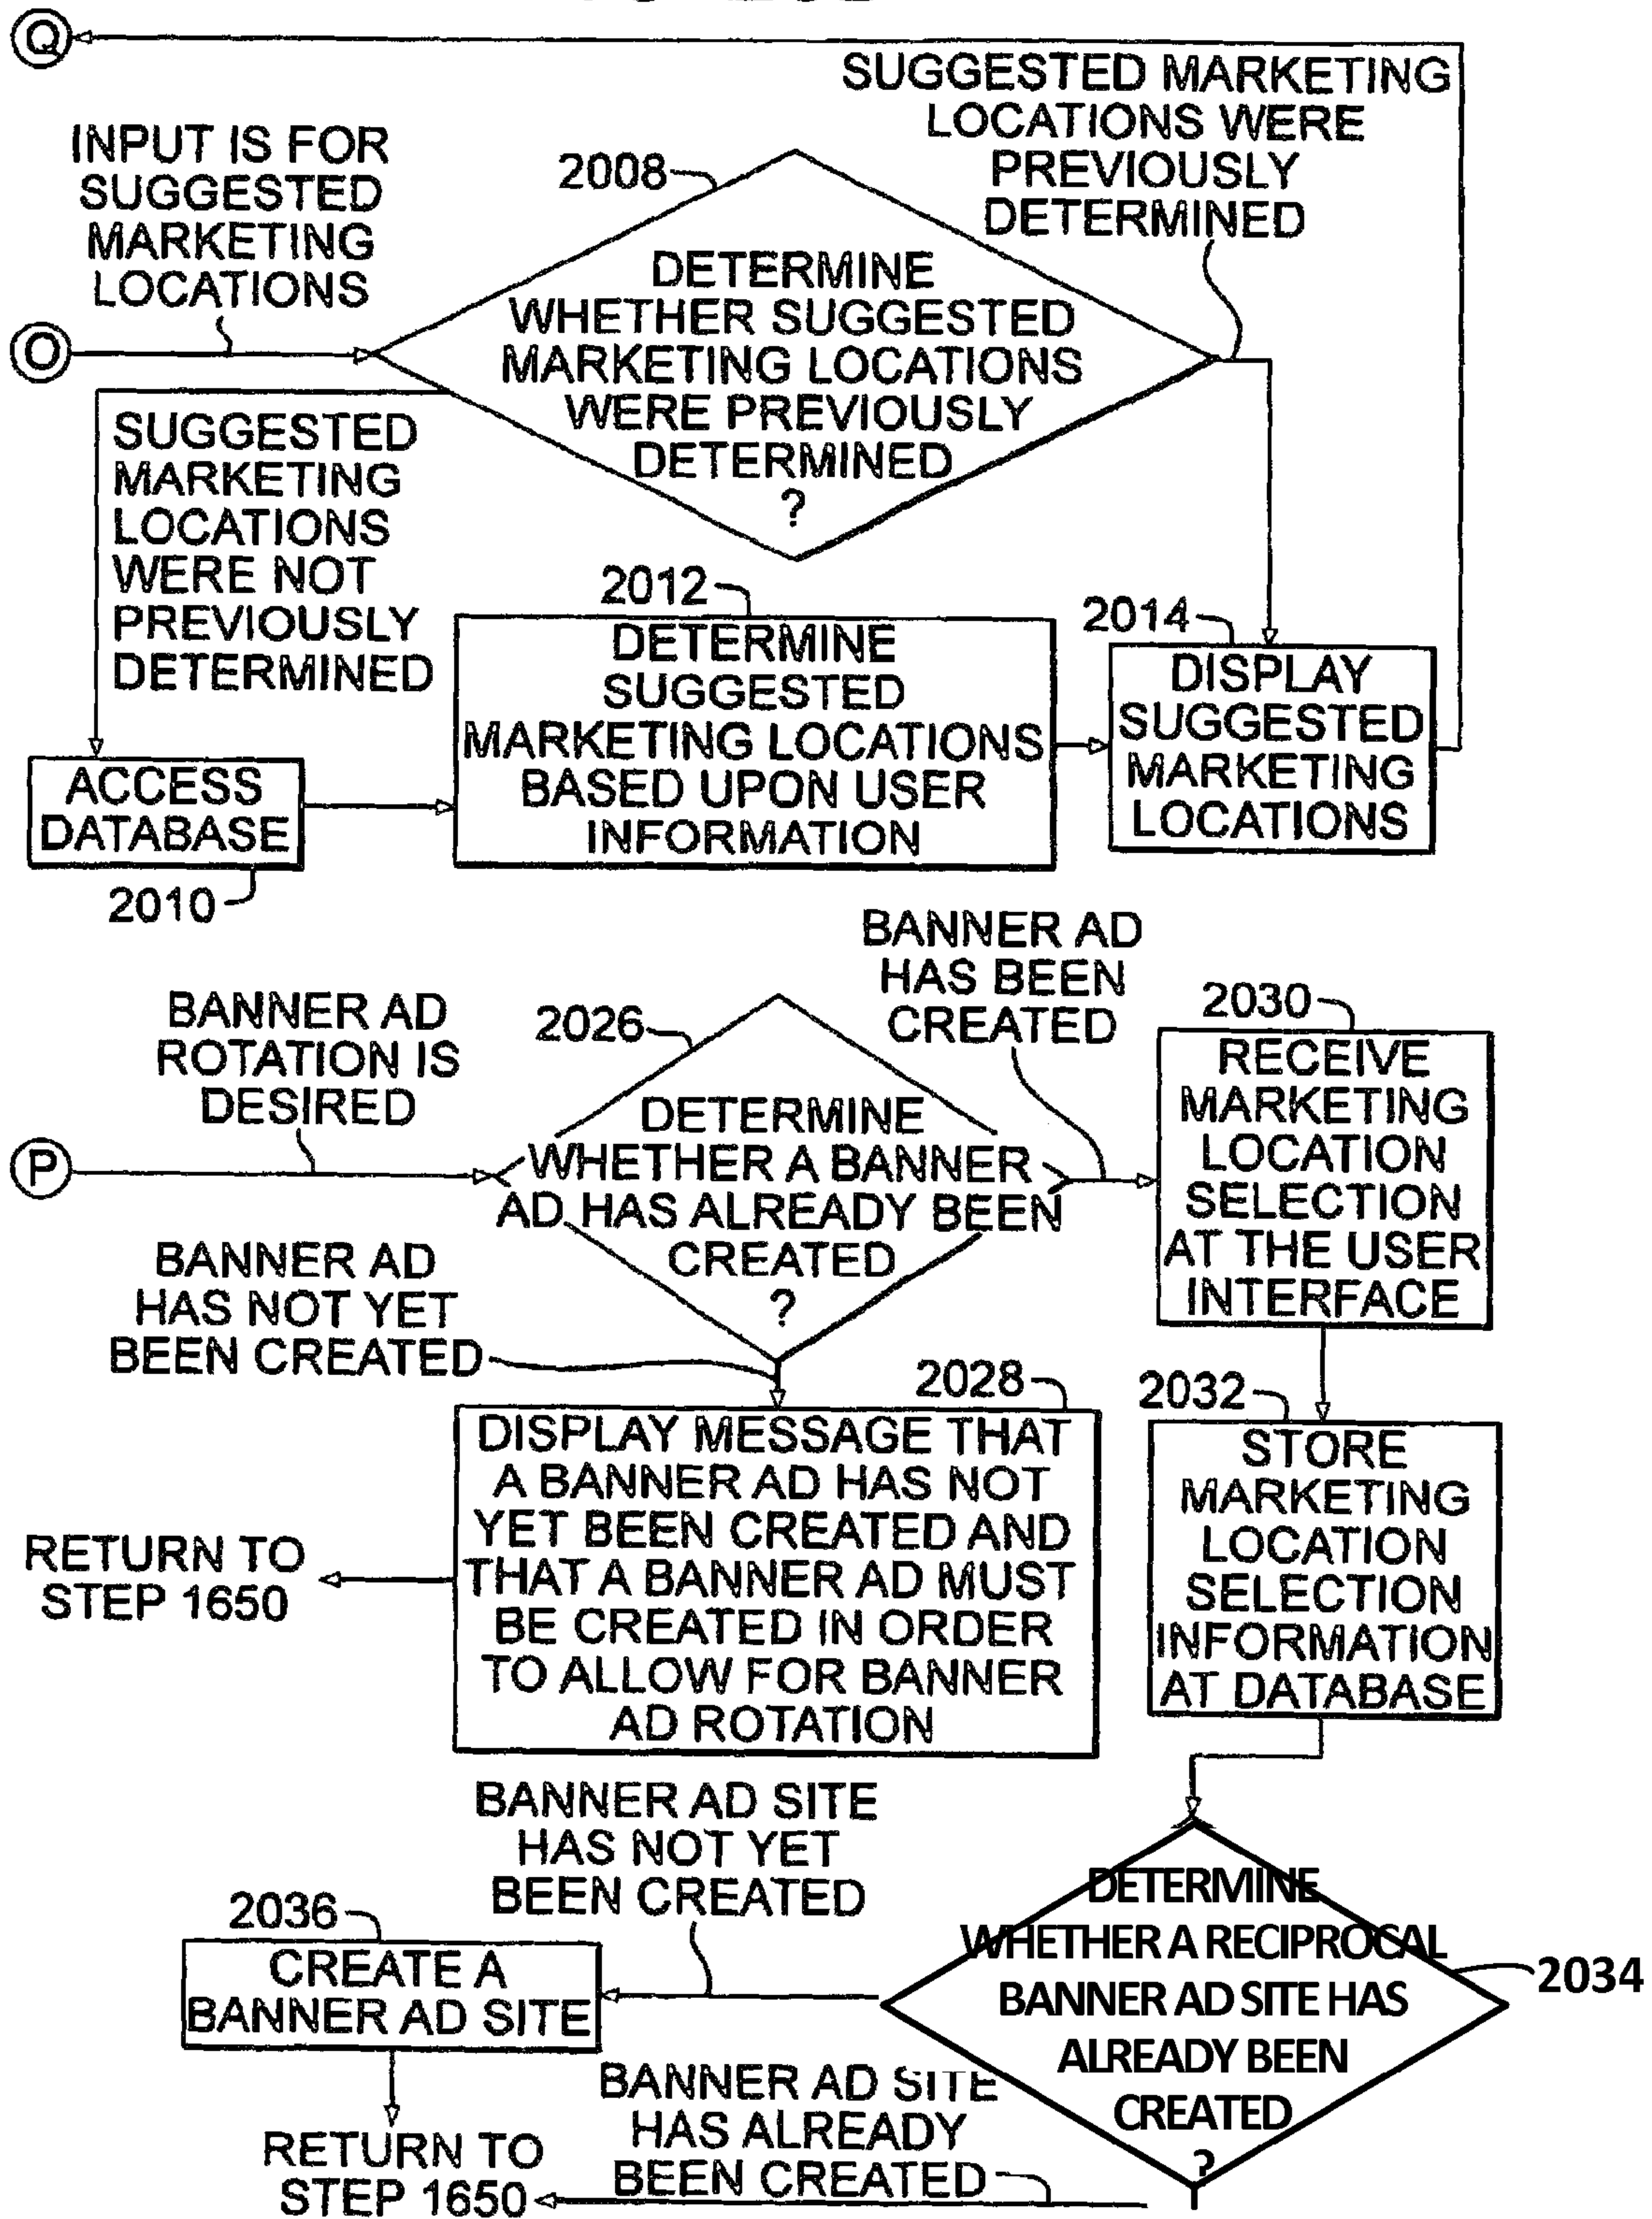 Q
SUGGESTED MARKETING
LOCATIONS WERE
PREVIOUSLY
DETERMINED
INPUT IS FOR
SUGGESTED
MARKETING
LOCATIONS
2008
DETERMINE
WHETHER SUGGESTED
MARKETING LOCATIONS
WERE PREVIOUSLY
DETERMINED
?
O
SUGGESTED
MARKETING
LOCATIONS
WERE NOT
PREVIOUSLY
DETERMINED
2012
DETERMINE
SUGGESTED
MARKETING LOCATIONS
BASED UPON USER
INFORMATION
2014
DISPLAY
SUGGESTED
MARKETING
LOCATIONS
ACCESS
DATABASE
2010
BANNER AD
HAS BEEN
CREATED
BANNER AD
ROTATION IS
DESIRED
2026
DETERMINE
WHETHER A BANNER
AD HAS ALREADY BEEN
CREATED
?
P
2030
RECEIVE
MARKETING
LOCATION
SELECTION
AT THE USER
INTERFACE
BANNER AD
HAS NOT YET
BEEN CREATED
2028
DISPLAY MESSAGE THAT
A BANNER AD HAS NOT
YET BEEN CREATED AND
THAT A BANNER AD MUST
BE CREATED IN ORDER
TO ALLOW FOR BANNER
AD ROTATION
2032
STORE
MARKETING
LOCATION
SELECTION
INFORMATION
AT DATABASE
RETURN TO
STEP 1650
BANNER AD SITE
HAS NOT YET
BEEN CREATED
DETERMINE
WHETHER A RECIPROCAL
BANNER AD SITE HAS
ALREADY BEEN
CREATED
?
2034
2036
CREATE A
BANNER AD SITE
BANNER AD SITE
HAS ALREADY
BEEN CREATED
RETURN TO
STEP 1650